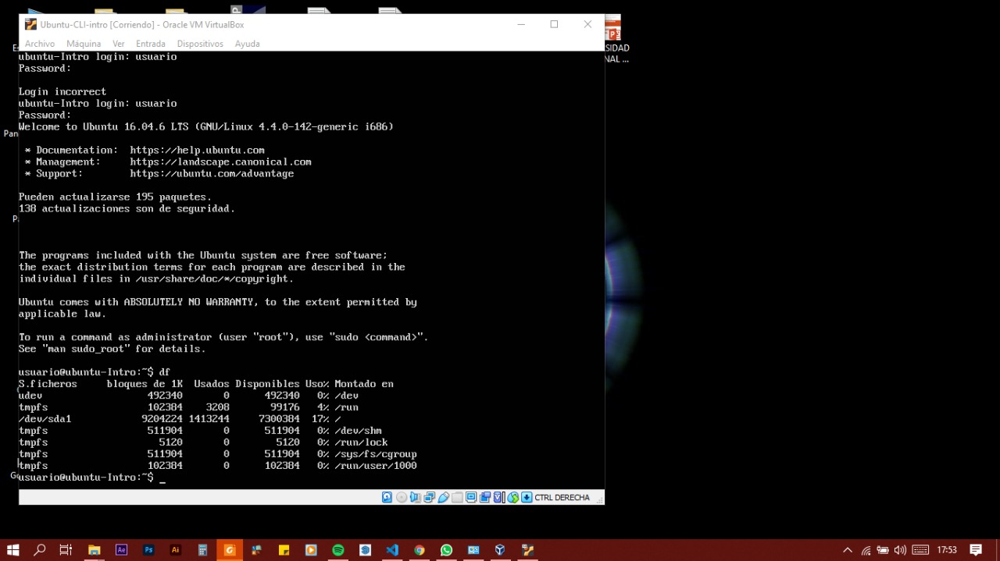 Ubuntu-CLI-intro [Corriendo] - Oracle VM VirtualBox
Archivo Máquina Ver Entrada Dispositivos Ayuda
ubuntu-Intro login: usuario
Password:
Login incorrect
ubuntu-Intro login: usuario
Password:
Welcome to Ubuntu 16.04.6 LTS (GNU/Linux 4.4.0-142-generic i686)
* Documentation: https://help.ubuntu.com
* Management: https://landscape.canonical.com
* Support: https://ubuntu.com/advantage
Pueden actualizarse 195 paquetes.
138 actualizaciones son de seguridad.
The programs included with the Ubuntu system are free software;
the exact distribution terms for each program are described in the
individual files in /usr/share/doc/*/copyright.
Ubuntu comes with ABSOLUTELY NO WARRANTY, to the extent permitted by
applicable law.
To run a command as administrator (user "root"), use "sudo <command>".
See "man sudo_root" for details.
usuario@ubuntu-Intro:~$ df
S.ficheros bloques de 1K Usados Disponibles Uso% Montado en
udev 492340 0 492340 0% /dev
tmpfs 102384 3208 99176 4% /run
/dev/sda1 9204224 1413244 7300384 17% /
tmpfs 511904 0 511904 0% /dev/shm
tmpfs 5120 0 5120 0% /run/lock
tmpfs 511904 0 511904 0% /sys/fs/cgroup
tmpfs 102384 0 102384 0% /run/user/1000
usuario@ubuntu-Intro:~$ _
CTRL DERECHA
SIDAD
NAL ...
Pan
Ae Ps Ai
17:53